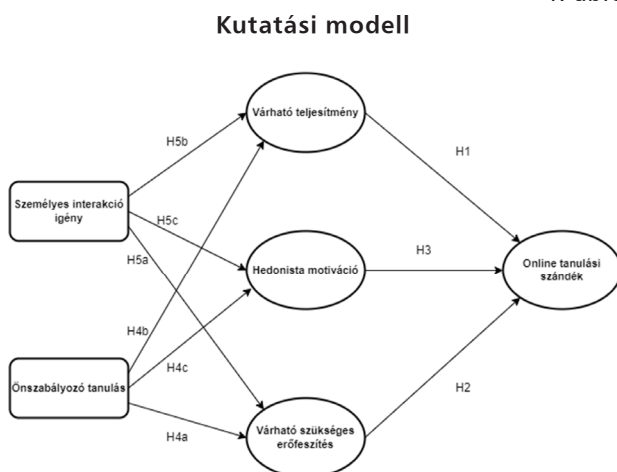 Kutatási modell
Várható teljesítmény
H5b
H1
Személyes interakció
igény
H5c
H5a
Hedonista motiváció
H3
Online tanulási
szándék
H4b
H4c
Önszabályozó tanulás
H2
H4a
Várható szükséges
erőfeszítés